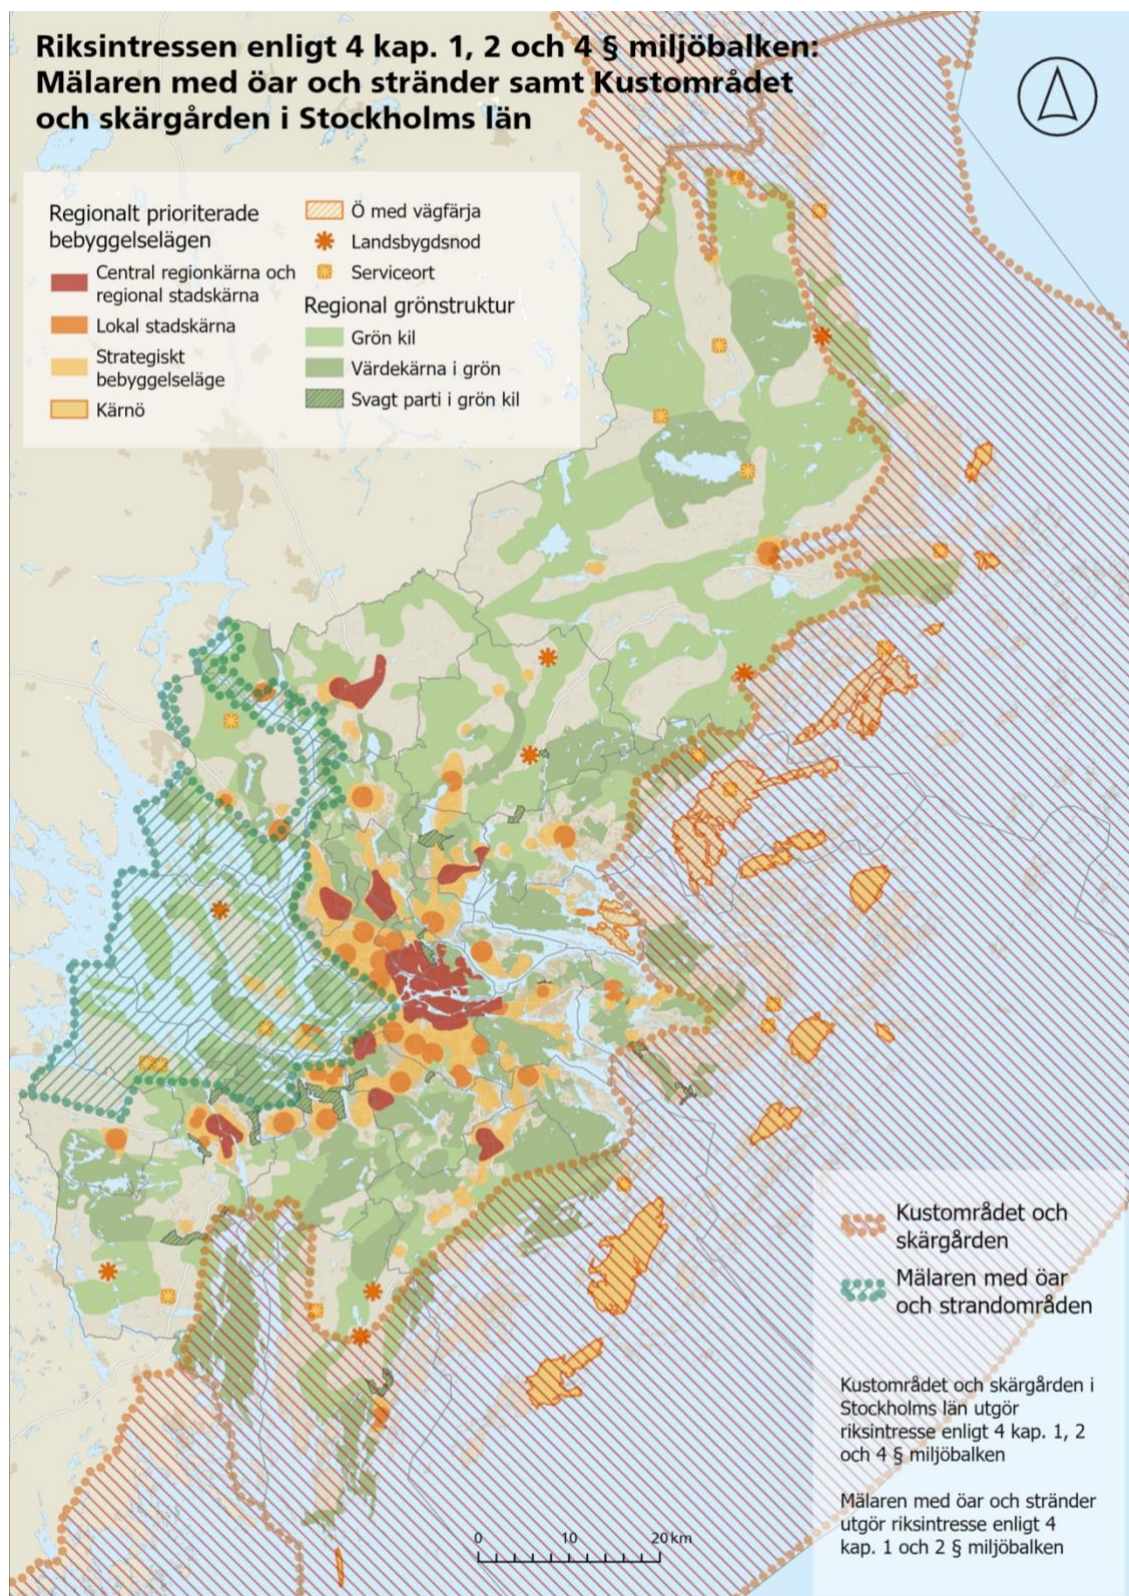 Riksintressen enligt 4 kap. 1, 2 och 4 § miljöbalken:
Mälaren med öar och stränder samt Kustområdet
och skärgården i Stockholms län
Regionalt prioriterade
bebyggelselägen
Central regionkärna och
regional stadskärna
Lokal stadskärna
Strategiskt
bebyggelseläge
Kärnö
Ö med vägfärja
Landsbygdsnod
Serviceort
Regional grönstruktur
Grön kil
Värdekärna i grön
Svagt parti i grön kil
Kustområdet och
skärgården
Mälaren med öar
och strandområden
Kustområdet och skärgården i
Stockholms län utgör
riksintresse enligt 4 kap. 1, 2
och 4 § miljöbalken
Mälaren med öar och stränder
utgör riksintresse enligt 4
kap. 1 och 2 § miljöbalken
0 10 20 km